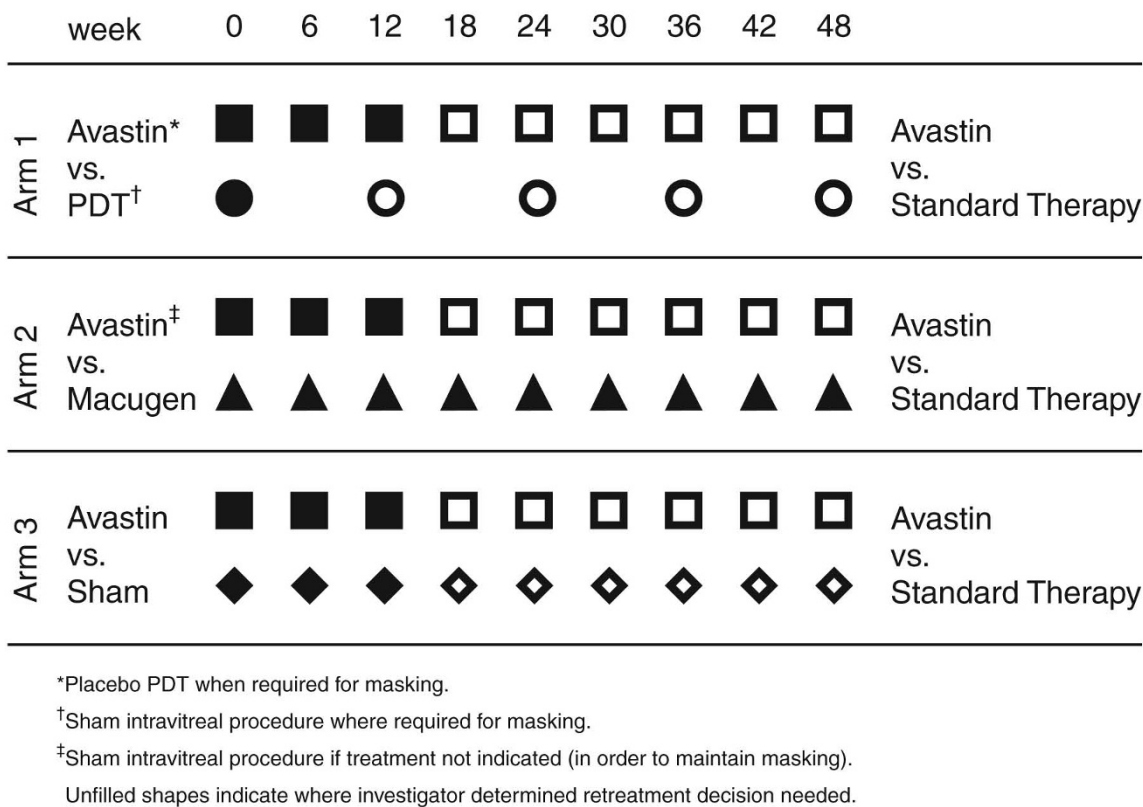 week 0 6 12 18 24 30 36 42 48
Arm 1
Avastin*
vs.
PDT†
Avastin
vs.
Standard Therapy
Arm 2
Avastin‡
vs.
Macugen
Avastin
vs.
Standard Therapy
Arm 3
Avastin
vs.
Sham
Avastin
vs.
Standard Therapy
*Placebo PDT when required for masking.
†Sham intravitreal procedure where required for masking.
‡Sham intravitreal procedure if treatment not indicated (in order to maintain masking).
Unfilled shapes indicate where investigator determined retreatment decision needed.